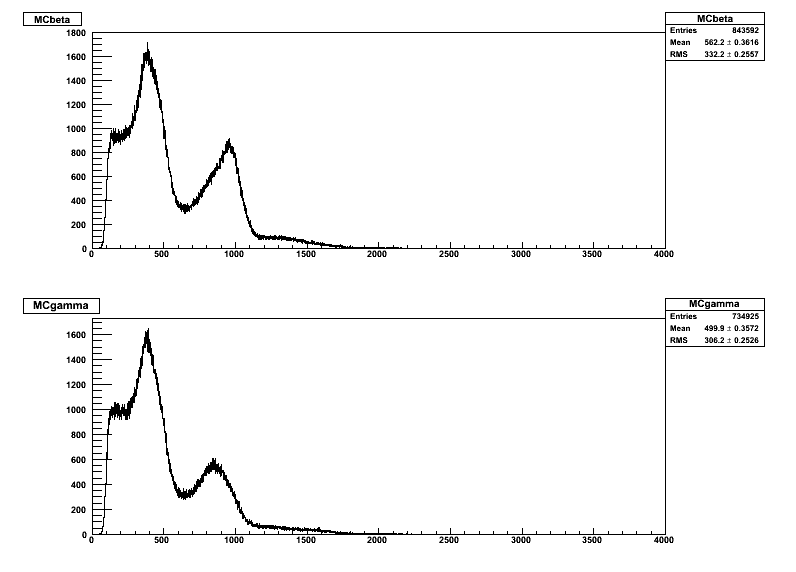 MCbeta
MCbeta
Entries 843592
Mean 562.2 ± 0.3616
RMS 332.2 ± 0.2557
1800
1600
1400
1200
1000
800
600
400
200
0
0 500 1000 1500 2000 2500 3000 3500 4000
MCgamma
MCgamma
Entries 734925
Mean 499.9 ± 0.3572
RMS 306.2 ± 0.2526
1600
1400
1200
1000
800
600
400
200
0
0 500 1000 1500 2000 2500 3000 3500 4000